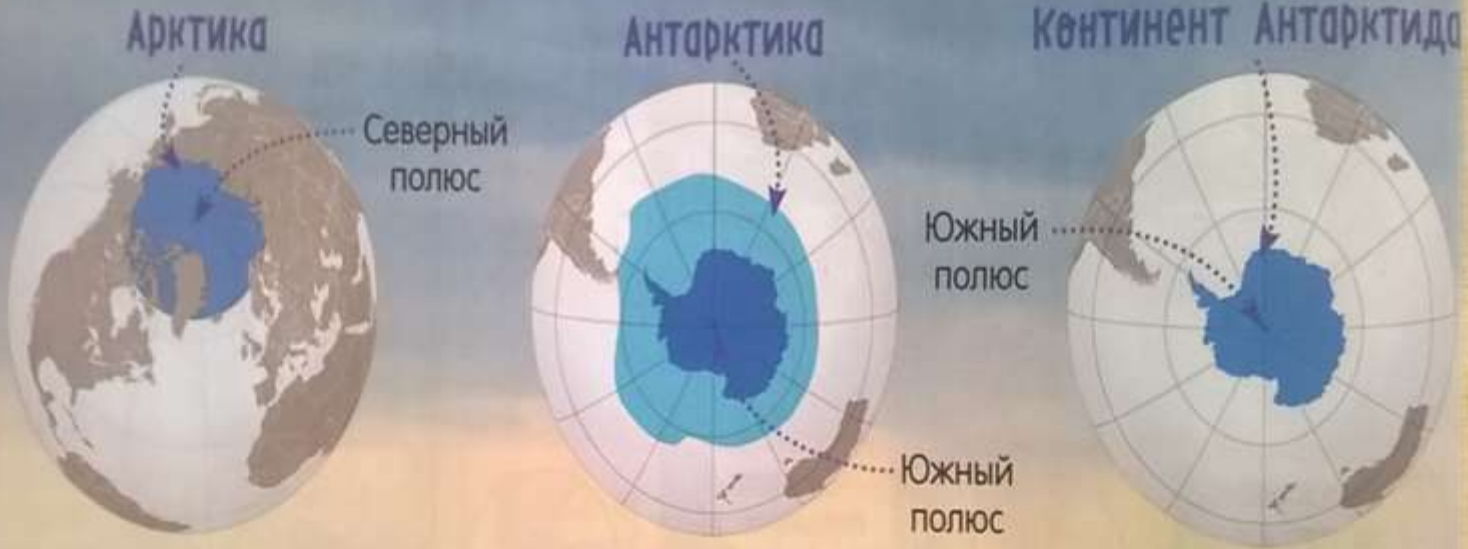 Арктика
Северный
полюс
Антарктика
Южный
полюс
Континент Антарктида
Южный
полюс